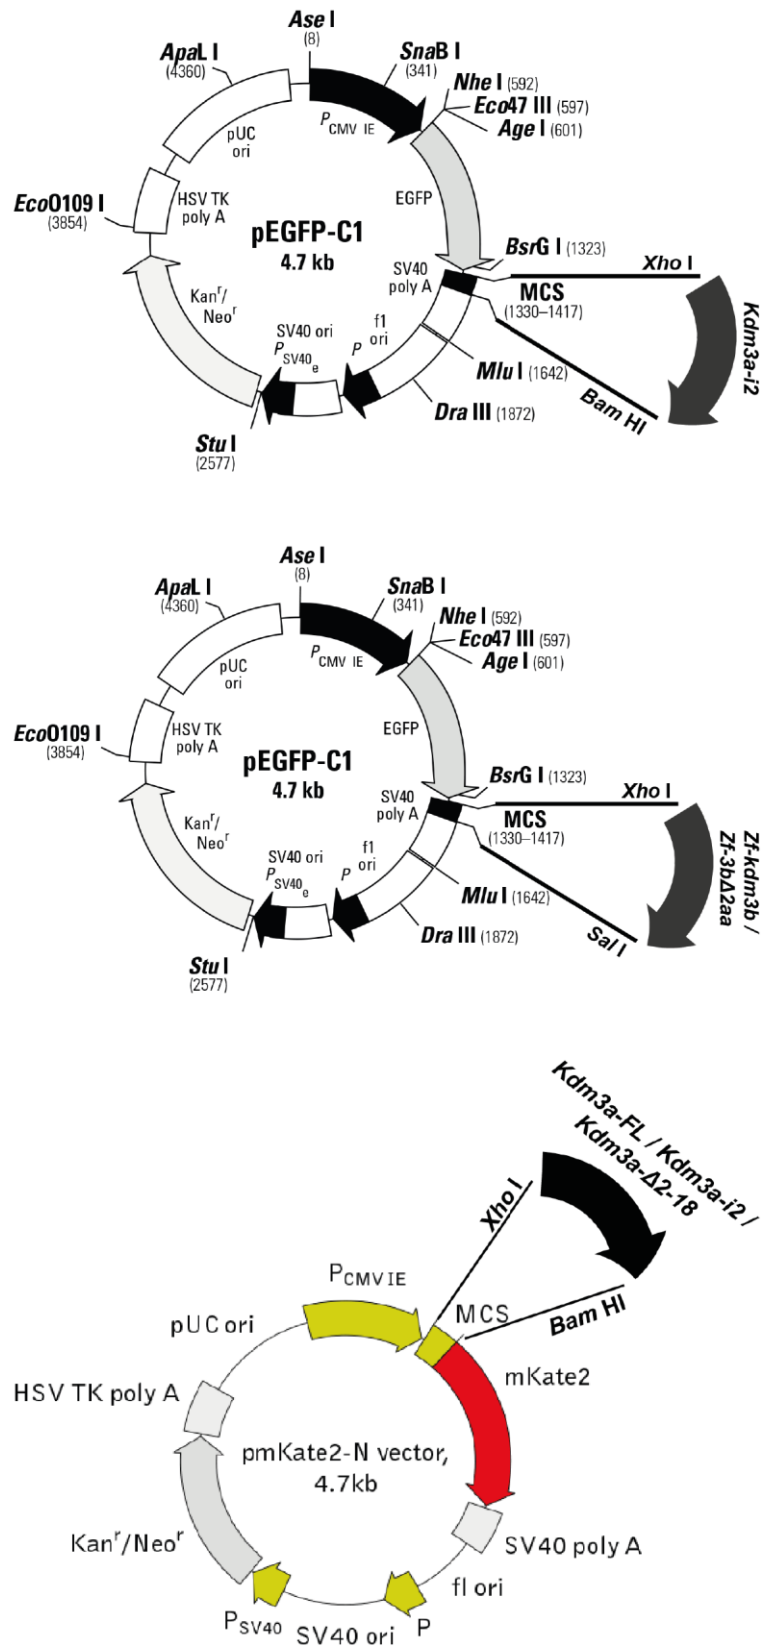 Ase I
(8)
ApaL I
(4360)
SnaB I
(341)
Nhe I (592)
Eco47 III (597)
Age I (601)
PCMV IE
pUC
ori
EcoO109 I
(3854)
HSV TK
poly A
EGFP
pEGFP-C1
4.7 kb
BsrG I (1323)
Xho I
SV40
poly A
MCS
(1330–1417)
Kdm3a-i2
Kanr/
Neor
SV40 ori
PSV40e
P
f1
ori
Mlu I (1642)
Bam HI
Dra III (1872)
Stu I
(2577)
Ase I
(8)
ApaL I
(4360)
SnaB I
(341)
Nhe I (592)
Eco47 III (597)
Age I (601)
PCMV IE
pUC
ori
EcoO109 I
(3854)
HSV TK
poly A
EGFP
pEGFP-C1
4.7 kb
BsrG I (1323)
Xho I
SV40
poly A
MCS
(1330–1417)
Zf-kdm3b /
Zf-3bΔ2aa
Kanr/
Neor
SV40 ori
PSV40e
P
f1
ori
Mlu I (1642)
Sal I
Dra III (1872)
Stu I
(2577)
Kdm3a-FL / Kdm3a-i2 /
Kdm3a-Δ2-18
Xho I
PCMV IE
MCS
Bam HI
pUC ori
HSV TK poly A
mKate2
pmKate2-N vector,
4.7kb
Kanr/Neor
SV40 poly A
fl ori
PSV40
SV40 ori
P